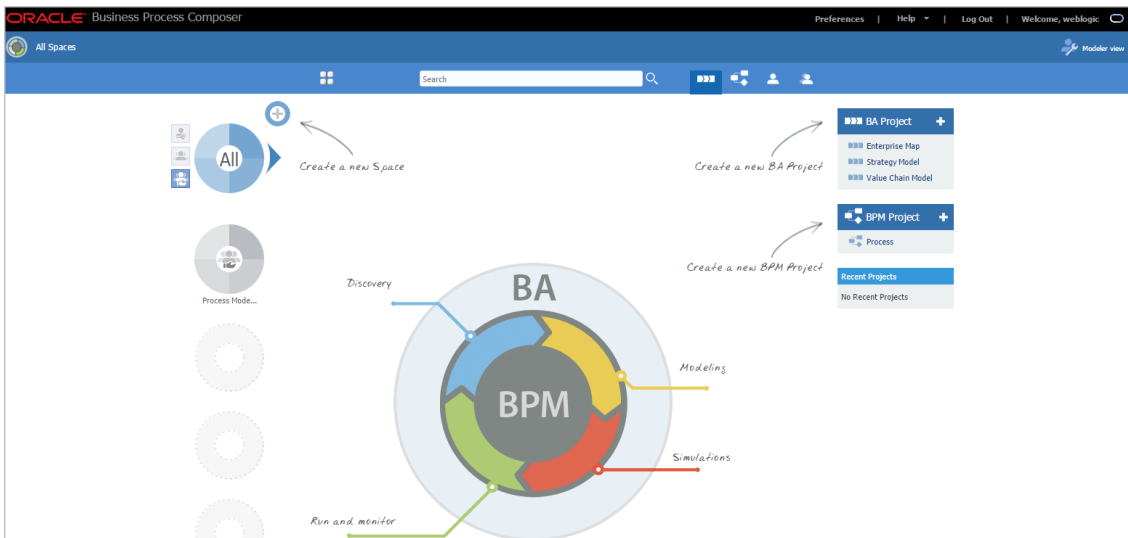 ORACLE Business Process Composer
Preferences | Help | Log Out | Welcome, weblogic
All Spaces
Modeler view
Search
All
Create a new Space
Process Mode...
Create a new BA Project
BA Project
Enterprise Map
Strategy Model
Value Chain Model
Create a new BPM Project
BPM Project
Process
Recent Projects
No Recent Projects
BA
Discovery
Modeling
BPM
Simulations
Run and monitor